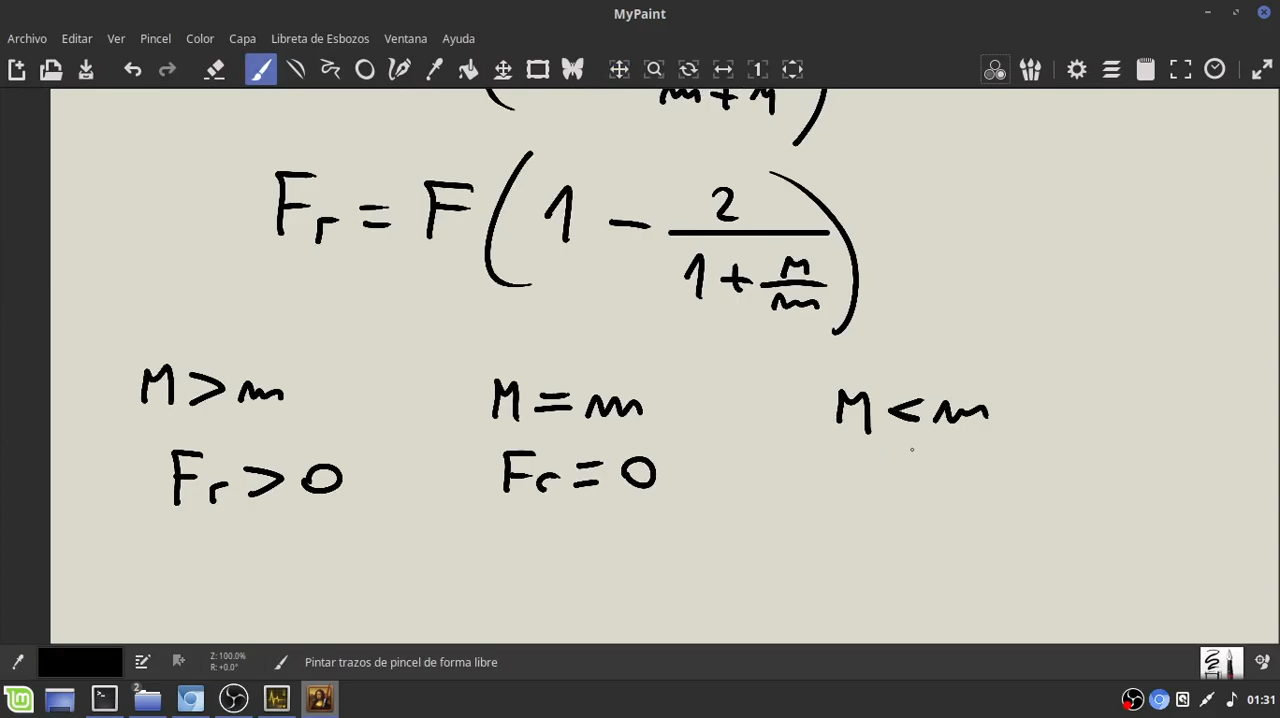 MyPaint
Archivo Editar Ver Pincel Color Capa Libreta de Esbozos Ventana Ayuda
m + M
Fr = F ( 1 - 2 / ( 1 + M/m ) )
M > m M = m M < m
Fr > 0 Fr = 0
Z: 100.0%
R: +0.0°
Pintar trazos de pincel de forma libre
2
01:31